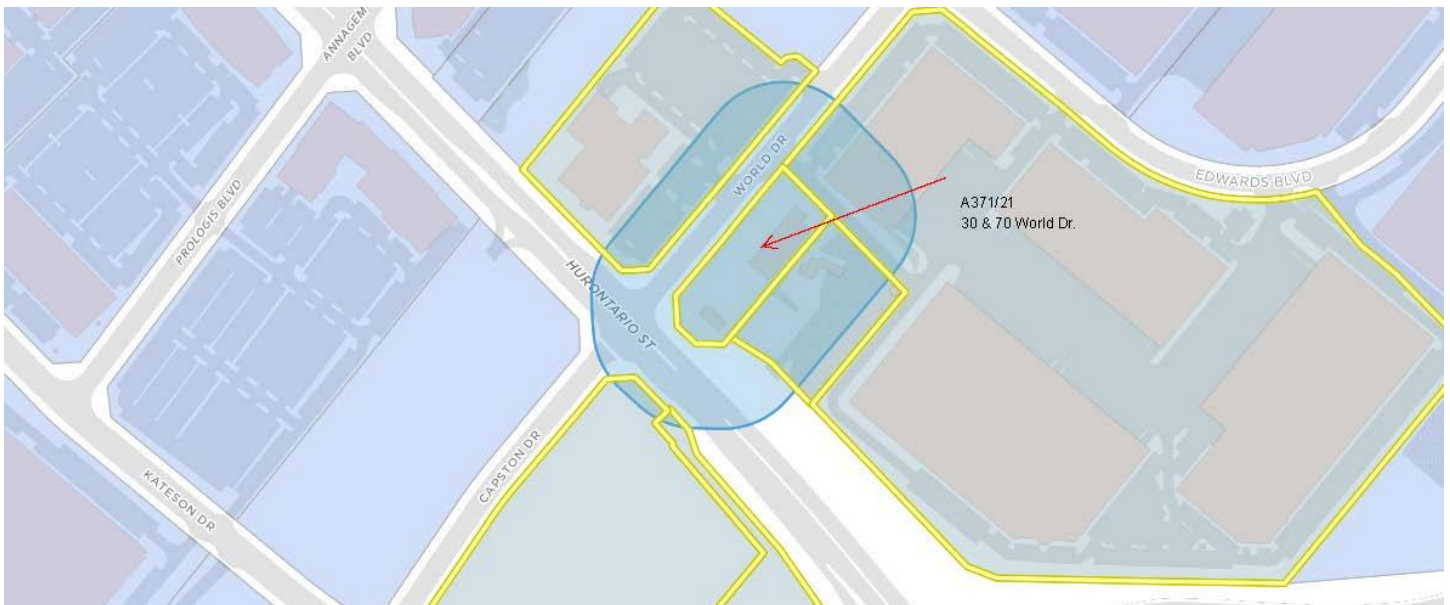 ANNAGEM
BLVD
PROLOGIS BLVD
WORLD DR
EDWARDS BLVD
A371/21
30 & 70 World Dr.
HURONTARIO ST
CAPSTON DR
KATESON DR